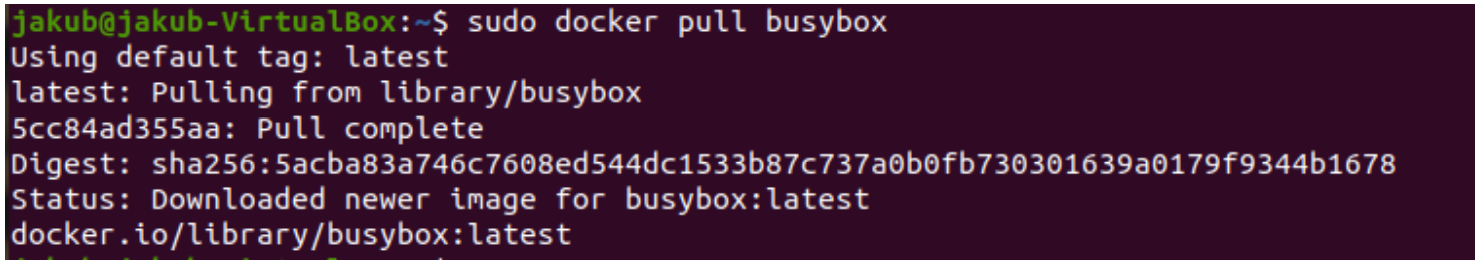 jakub@jakub-VirtualBox:~$ sudo docker pull busybox
Using default tag: latest
latest: Pulling from library/busybox
5cc84ad355aa: Pull complete
Digest: sha256:5acba83a746c7608ed544dc1533b87c737a0b0fb730301639a0179f9344b1678
Status: Downloaded newer image for busybox:latest
docker.io/library/busybox:latest